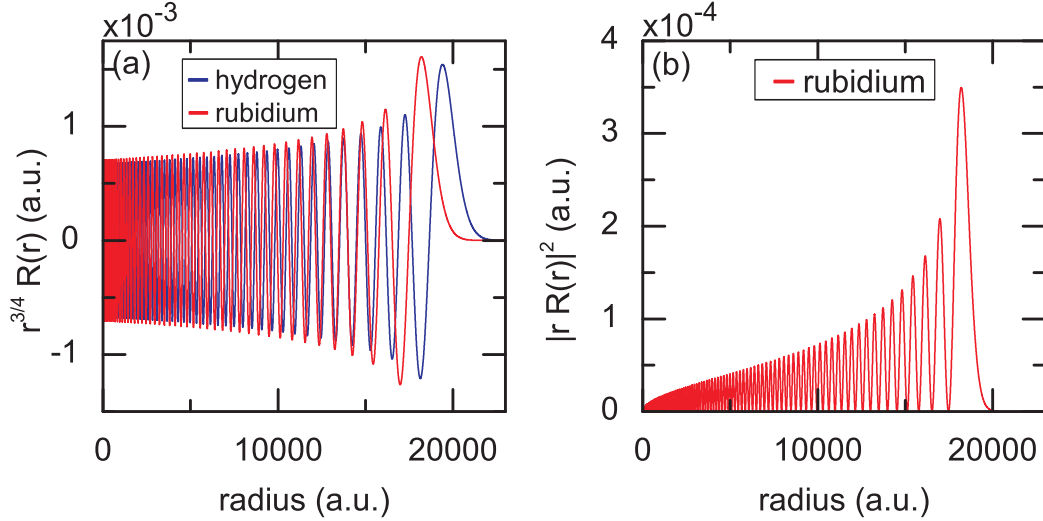 x10-3
(a)
hydrogen
rubidium
1
0
-1
r3/4 R(r) (a.u.)
0
10000
20000
radius (a.u.)
x10-4
4
(b)
rubidium
3
2
1
0
|r R(r)|2 (a.u.)
0
10000
20000
radius (a.u.)